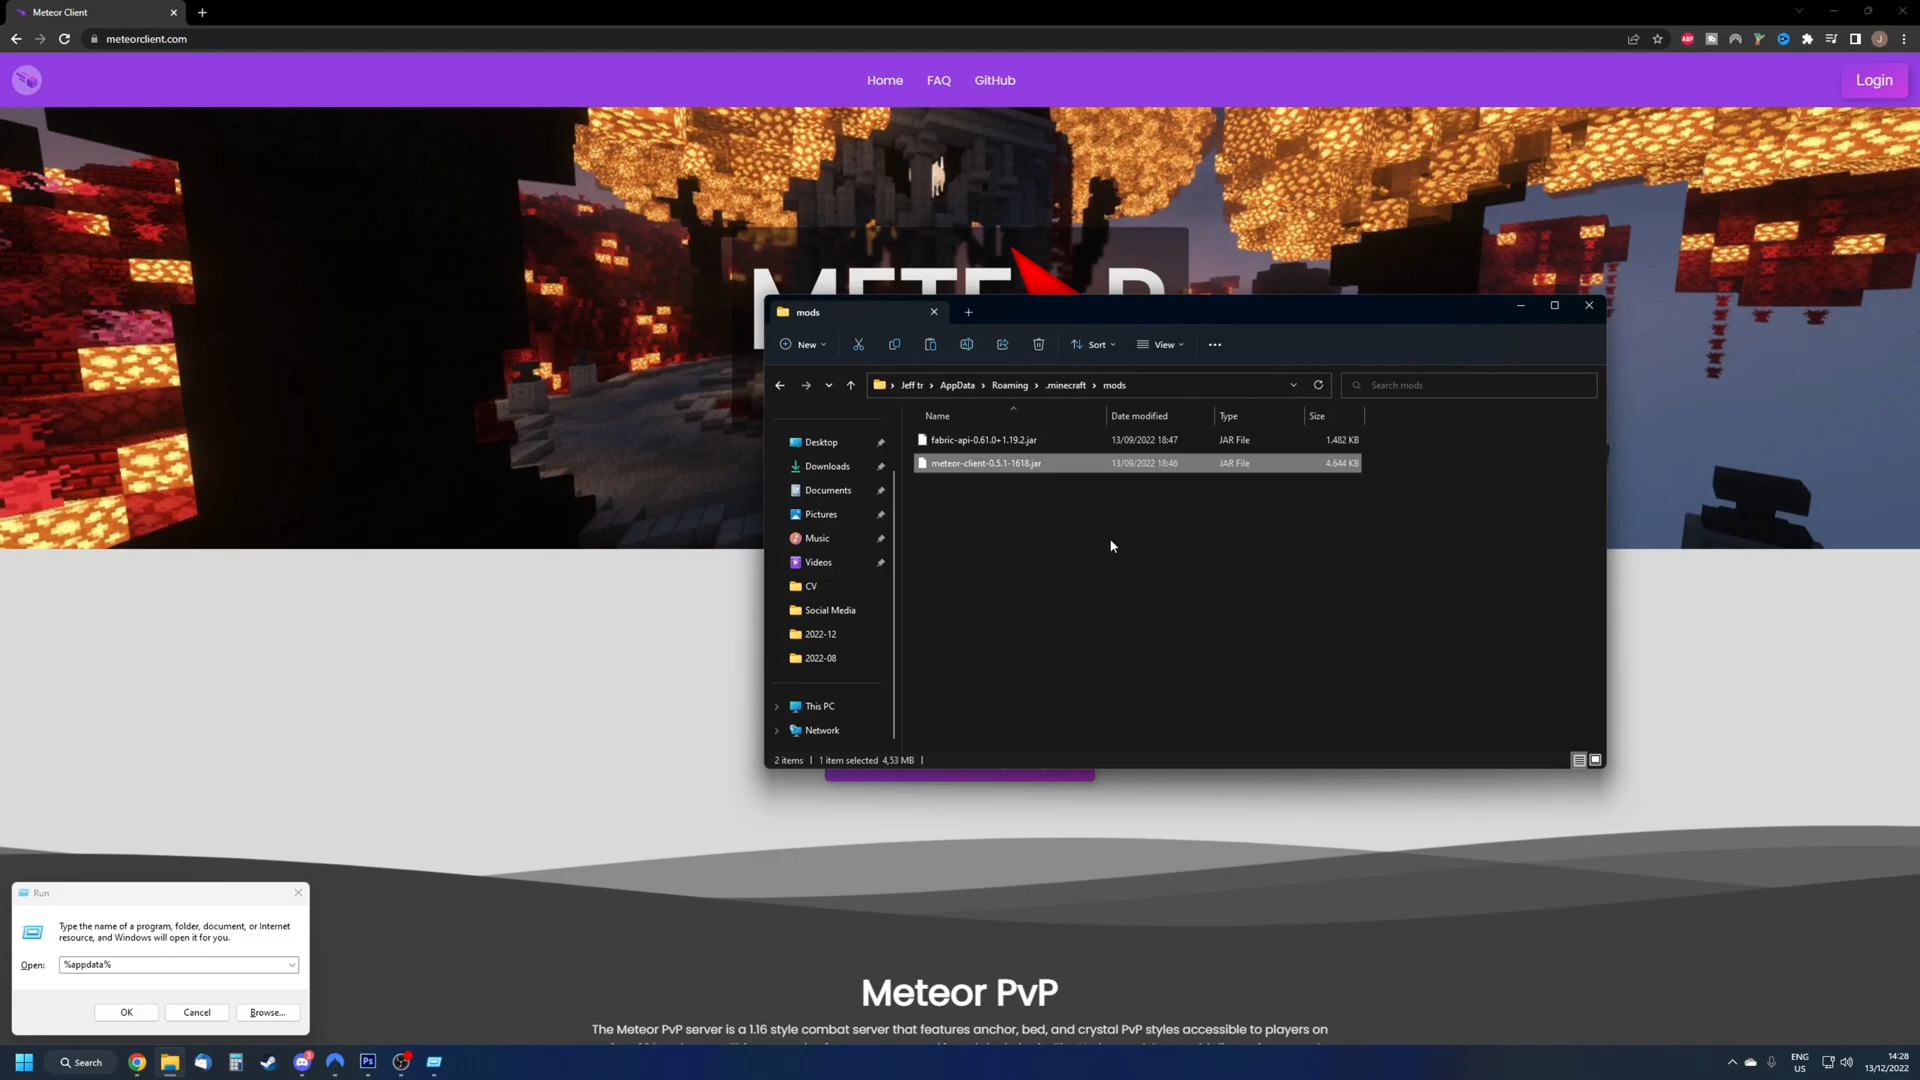 Meteor Client
meteorclient.com
ABP
J
Home
FAQ
GitHub
Login
mods
New
Sort
View
Jeff tr
AppData
Roaming
.minecraft
mods
Search mods
Name
Date modified
Type
Size
fabric-api-0.61.0+1.19.2.jar
13/09/2022 18:47
JAR File
1.482 KB
meteor-client-0.5.1-1618.jar
13/09/2022 18:46
JAR File
4.644 KB
Desktop
Downloads
Documents
Pictures
Music
Videos
CV
Social Media
2022-12
2022-08
This PC
Network
2 items
1 item selected 4,53 MB
Run
Type the name of a program, folder, document, or Internet
resource, and Windows will open it for you.
Open:
%appdata%
OK
Cancel
Browse...
Meteor PvP
The Meteor PvP server is a 1.16 style combat server that features anchor, bed, and crystal PvP styles accessible to players on
Search
Ps
ENG
US
14:28
13/12/2022